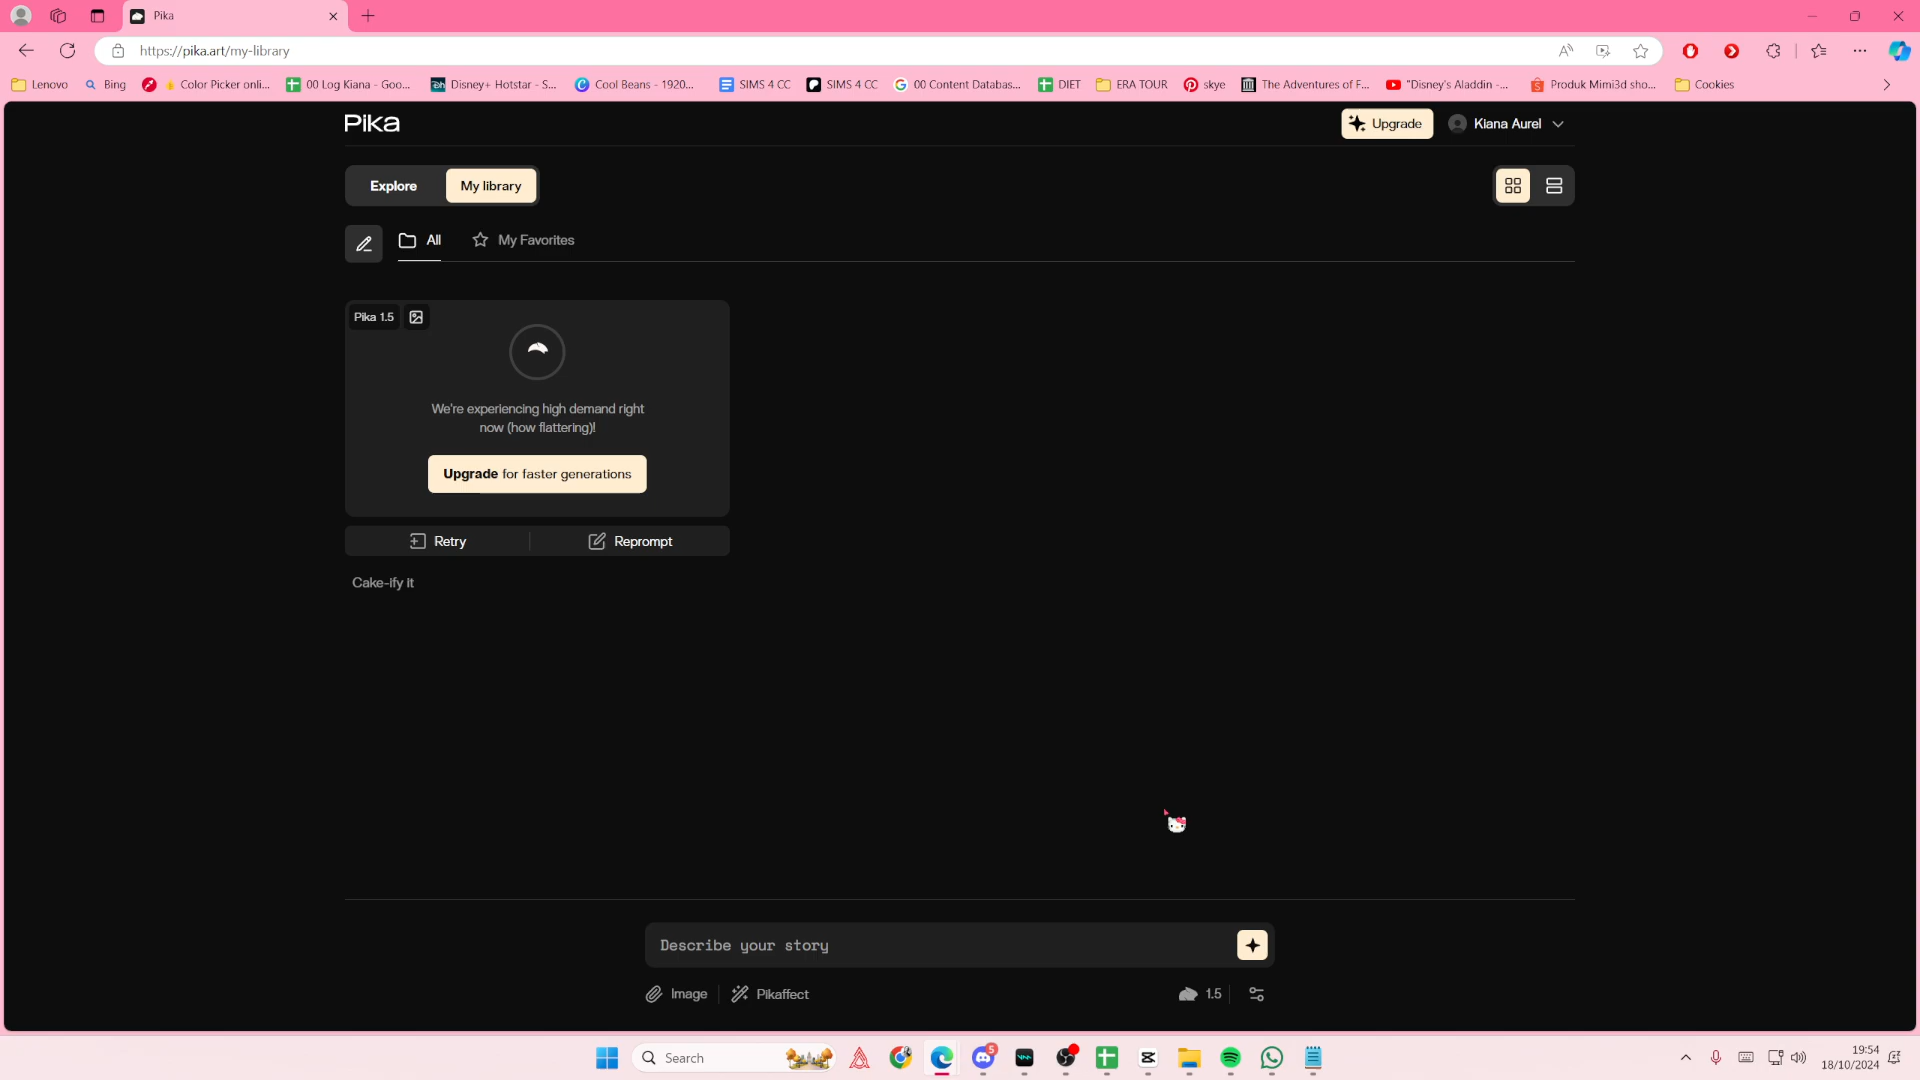 Pika
https://pika.art/my-library
Lenovo
Bing
Color Picker onli...
00 Log Kiana - Goo...
Disney+ Hotstar - S...
Cool Beans - 1920...
SIMS 4 CC
SIMS 4 CC
00 Content Databas...
DIET
ERA TOUR
skye
The Adventures of F...
"Disney's Aladdin -...
Produk Mimi3d sho...
Cookies
Pika
Upgrade
Kiana Aurel
Explore
My library
All
My Favorites
Pika 1.5
We're experiencing high demand right
now (how flattering)!
Upgrade for faster generations
Retry
Reprompt
Cake-ify it
Describe your story
Image
Pikaffect
1.5
Search
5
19:54
18/10/2024